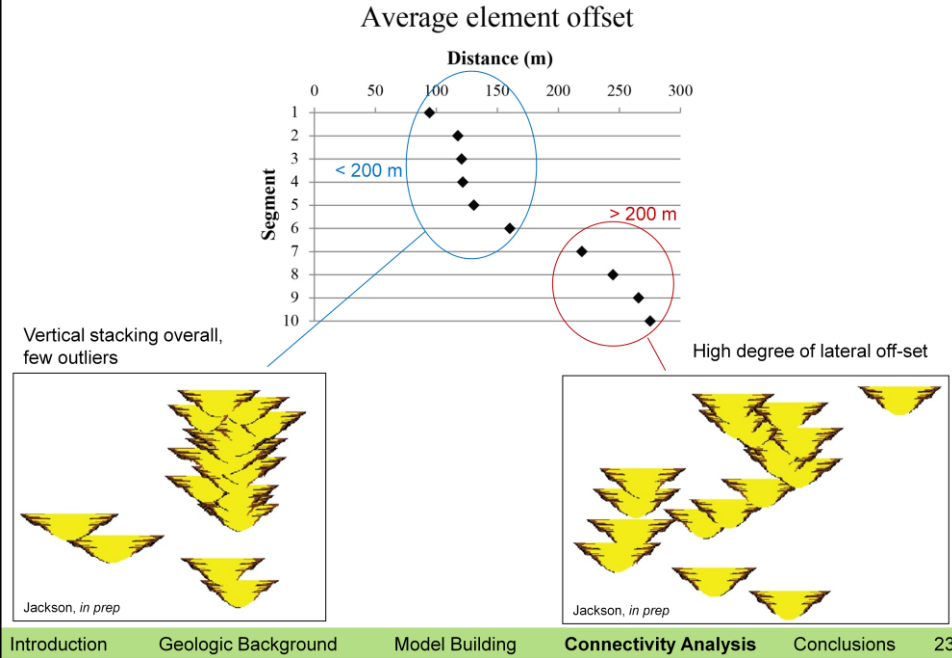 Average element offset
Distance (m)
0 50 100 150 200 250 300
Segment
1
2
3
4
5
6
7
8
9
10
< 200 m
> 200 m
Vertical stacking overall,
few outliers
High degree of lateral off-set
Jackson, in prep
Jackson, in prep
Introduction Geologic Background Model Building Connectivity Analysis Conclusions 23